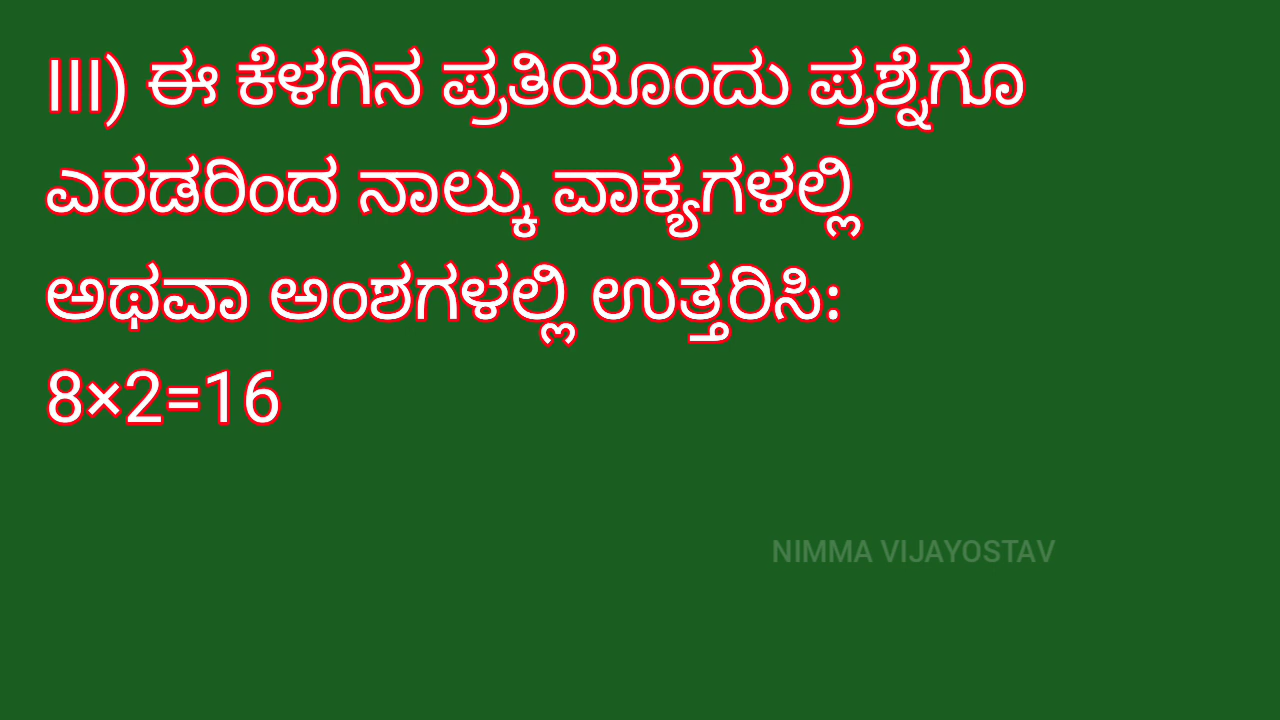 III) ಈ ಕೆಳಗಿನ ಪ್ರತಿಯೊಂದು ಪ್ರಶ್ನೆಗೂ
ಎರಡರಿಂದ ನಾಲ್ಕು ವಾಕ್ಯಗಳಲ್ಲಿ
ಅಥವಾ ಅಂಶಗಳಲ್ಲಿ ಉತ್ತರಿಸಿ:
8×2=16
NIMMA VIJAYOSTAV